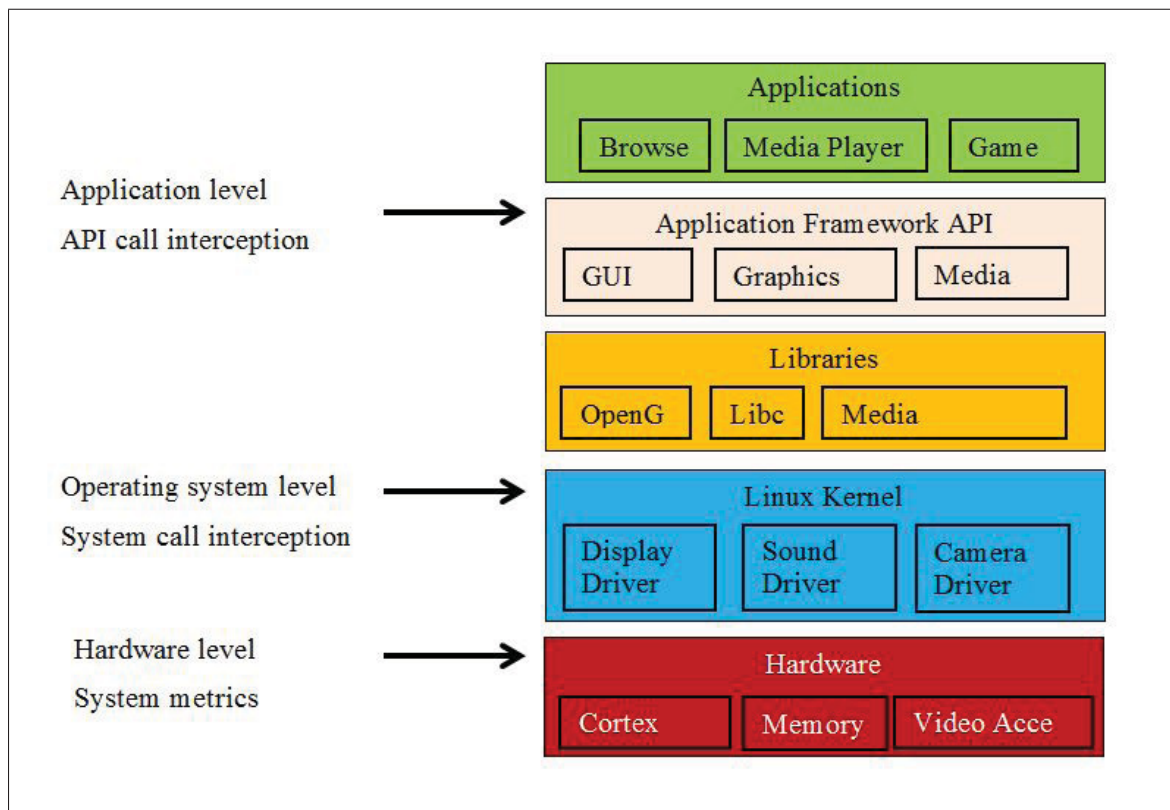 Applications
Browse Media Player Game
Application level
API call interception
Application Framework API
GUI Graphics Media
Libraries
OpenG Libc Media
Operating system level
System call interception
Linux Kernel
Display
Driver
Sound
Driver
Camera
Driver
Hardware level
System metrics
Hardware
Cortex Memory Video Acce